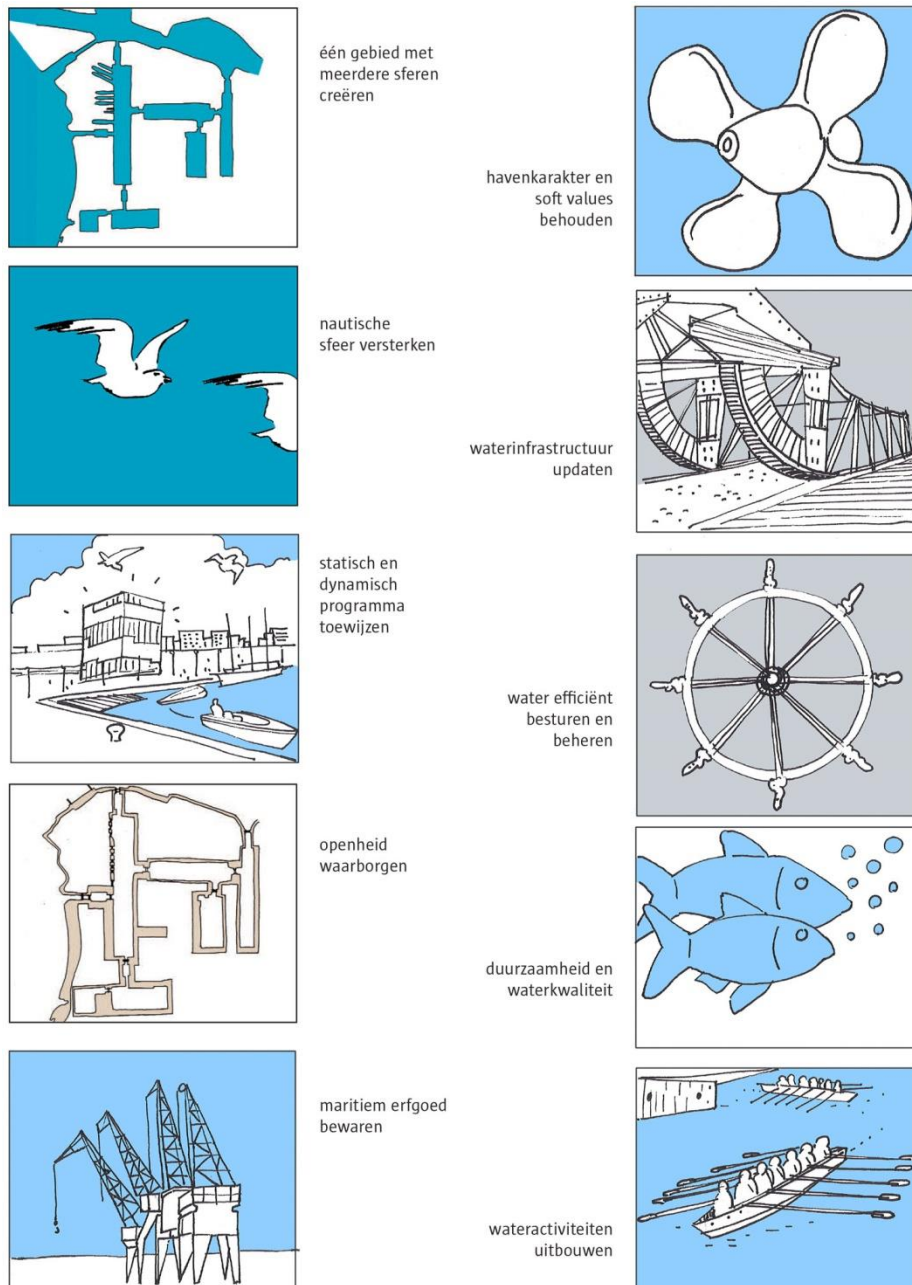 één gebied met
meerdere sferen
creëren
havenkarakter en
soft values
behouden
nautische
sfeer versterken
waterinfrastructuur
updaten
statisch en
dynamisch
programma
toewijzen
water efficiënt
besturen en
beheren
openheid
waarborgen
duurzaamheid en
waterkwaliteit
maritiem erfgoed
bewaren
wateractiviteiten
uitbouwen